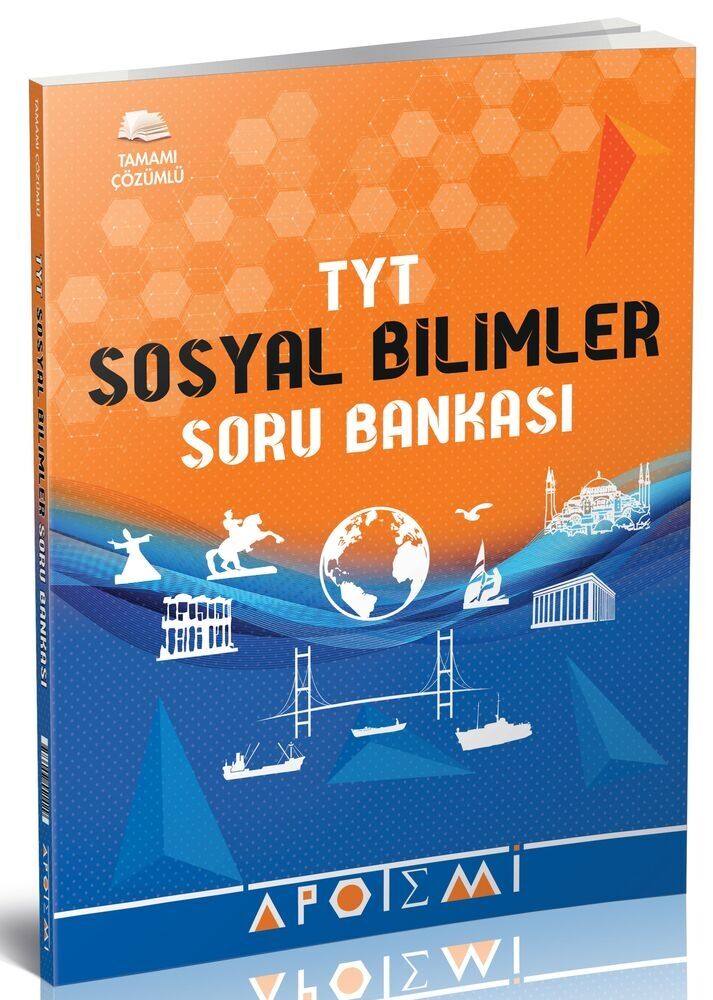 TAMAMI
ÇÖZÜMLÜ
TYT
SOSYAL BİLİMLER
SORU BANKASI
APOTEMİ
TAMAMI ÇÖZÜMLÜ
TYT SOSYAL BİLİMLER SORU BANKASI
APOTEMİ